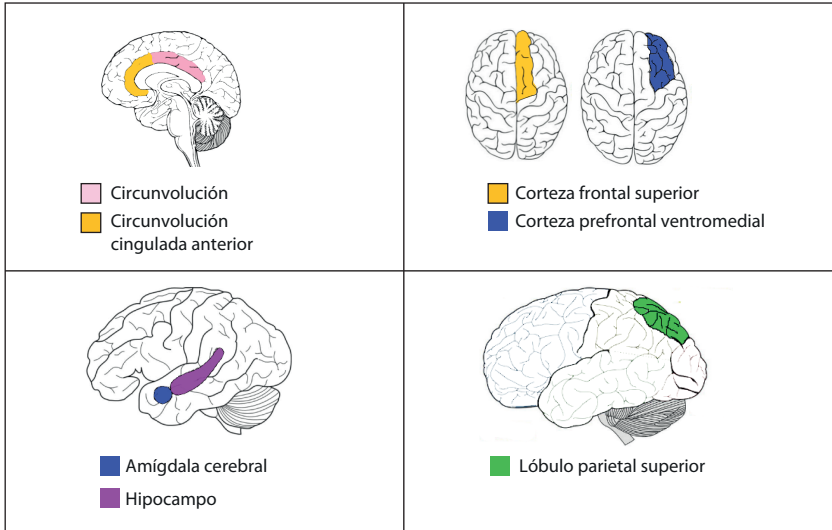 Circunvolución
Circunvolución
cingulada anterior
Corteza frontal superior
Corteza prefrontal ventromedial
Amígdala cerebral
Hipocampo
Lóbulo parietal superior